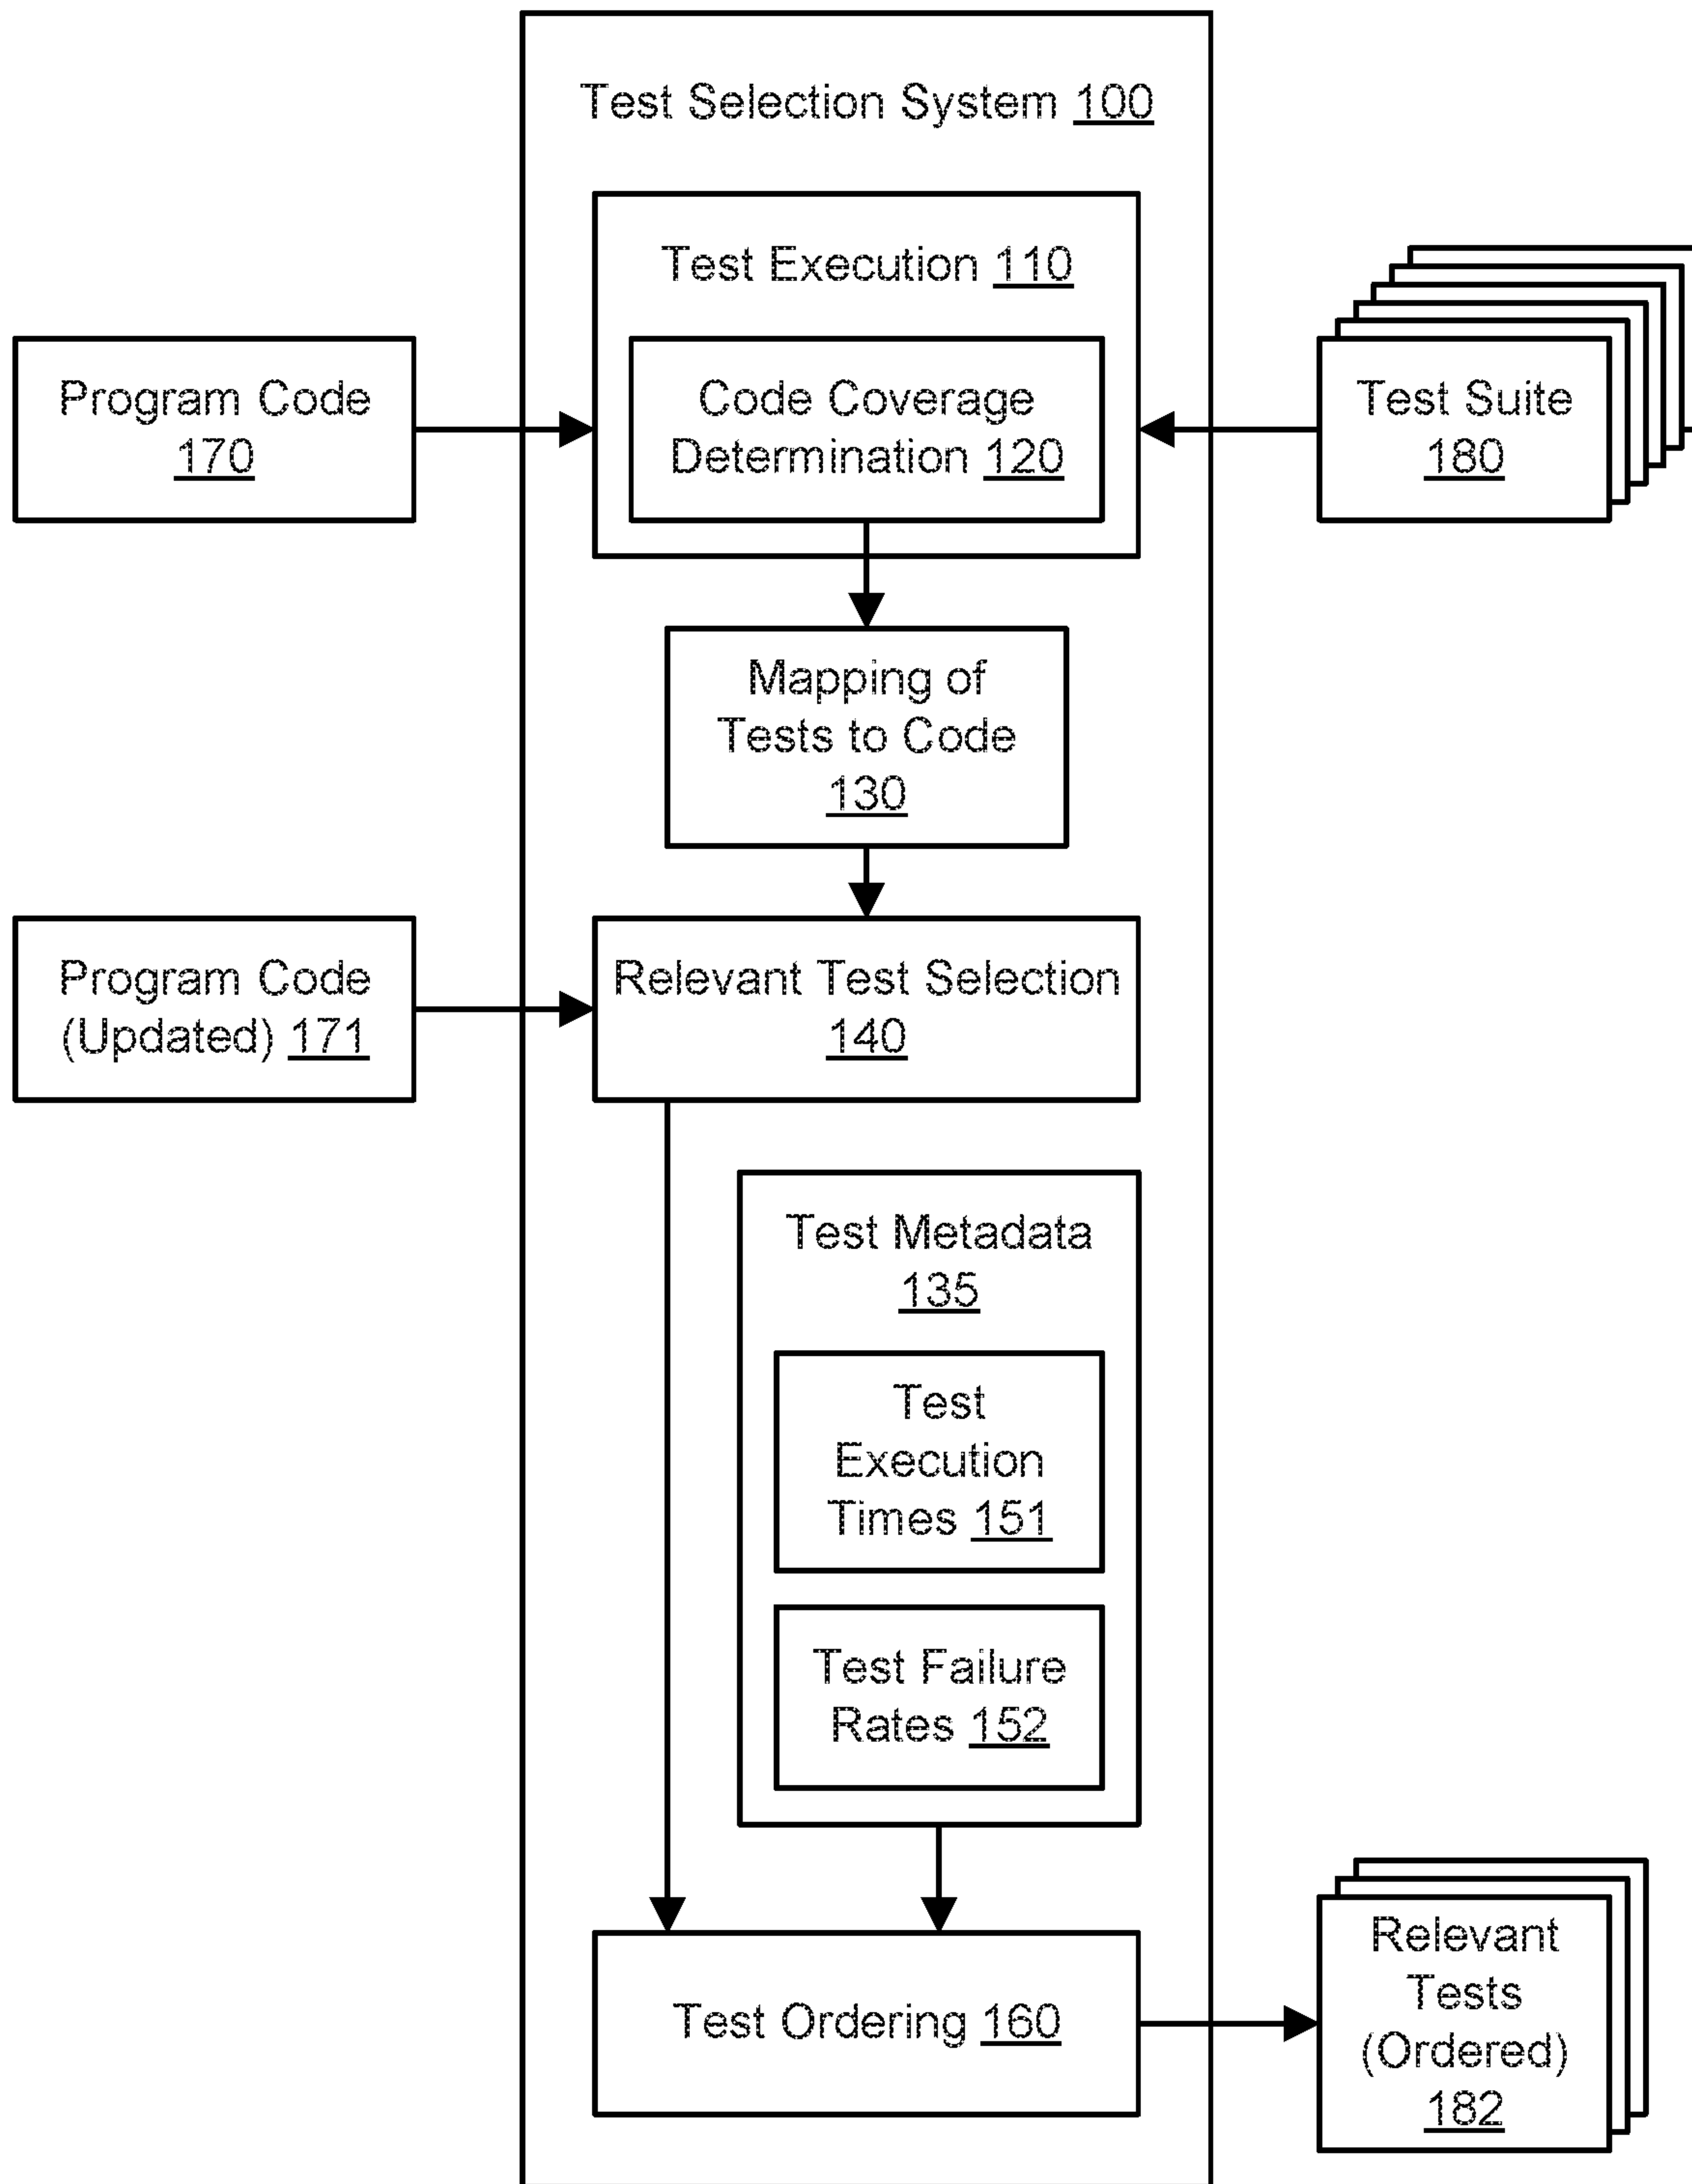 Test Selection System 100
Test Execution 110
Program Code
170
Code Coverage
Determination 120
Test Suite
180
Mapping of
Tests to Code
130
Program Code
(Updated) 171
Relevant Test Selection
140
Test Metadata
135
Test
Execution
Times 151
Test Failure
Rates 152
Test Ordering 160
Relevant
Tests
(Ordered)
182